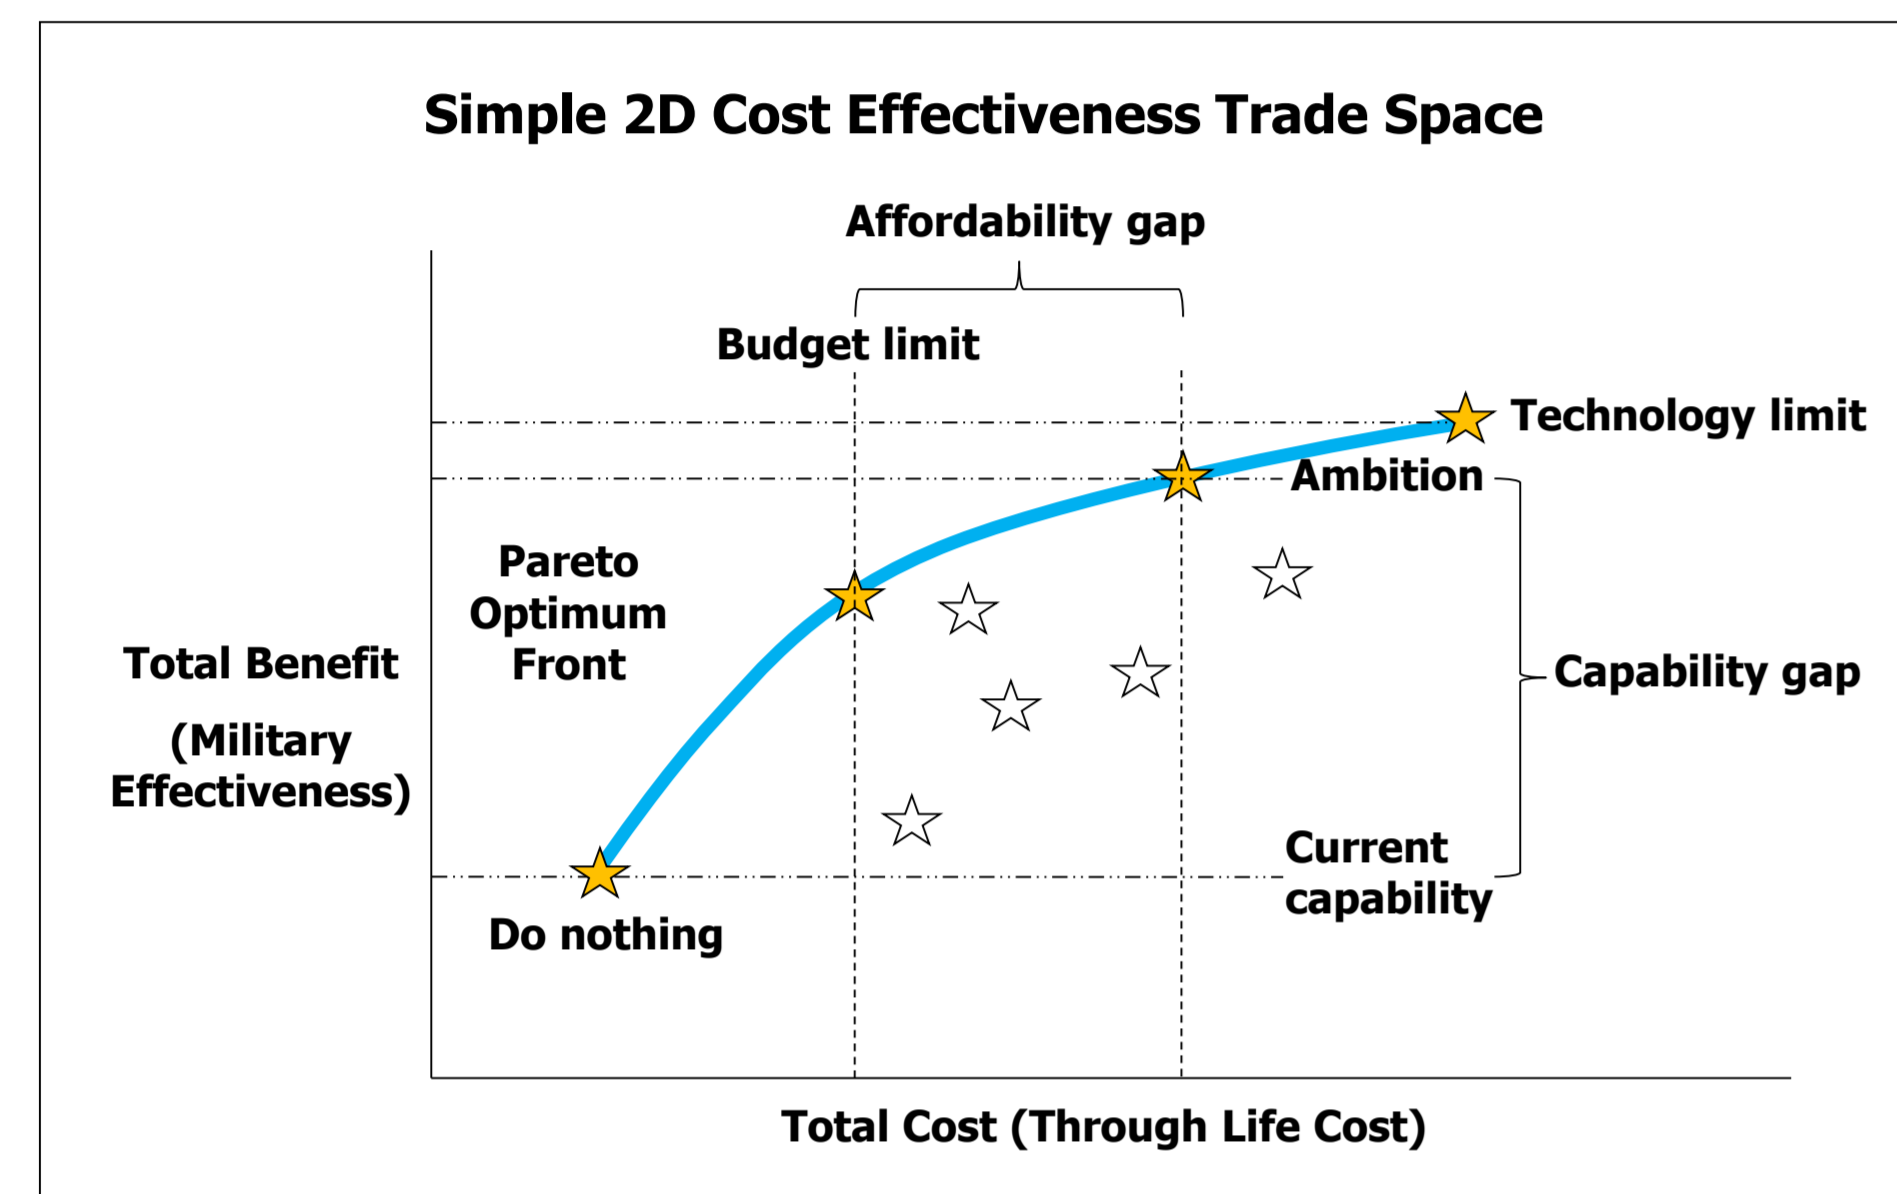 Simple 2D Cost Effectiveness Trade Space
Affordability gap
Budget limit
Technology limit
Ambition
Pareto
Optimum
Front
Total Benefit
(Military
Effectiveness)
Capability gap
Current
capability
Do nothing
Total Cost (Through Life Cost)